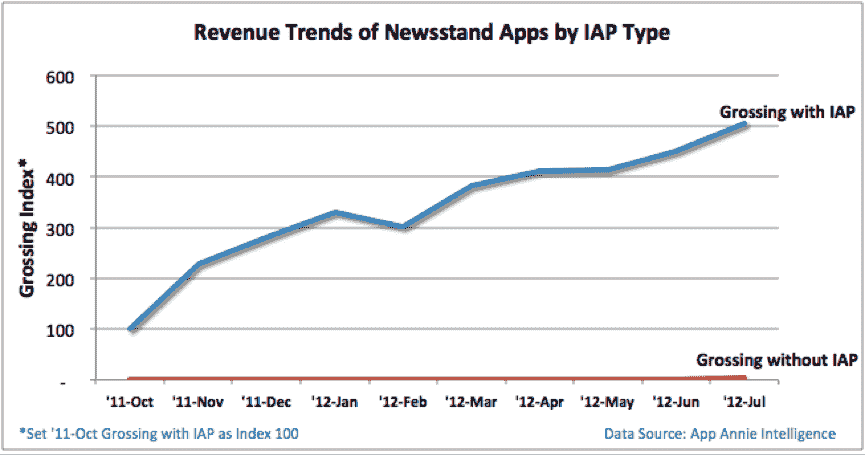 Revenue Trends of Newsstand Apps by IAP Type
Grossing Index*
600
500
400
300
200
100
-
Grossing with IAP
Grossing without IAP
'11-Oct '11-Nov '11-Dec '12-Jan '12-Feb '12-Mar '12-Apr '12-May '12-Jun '12-Jul
*Set '11-Oct Grossing with IAP as Index 100
Data Source: App Annie Intelligence